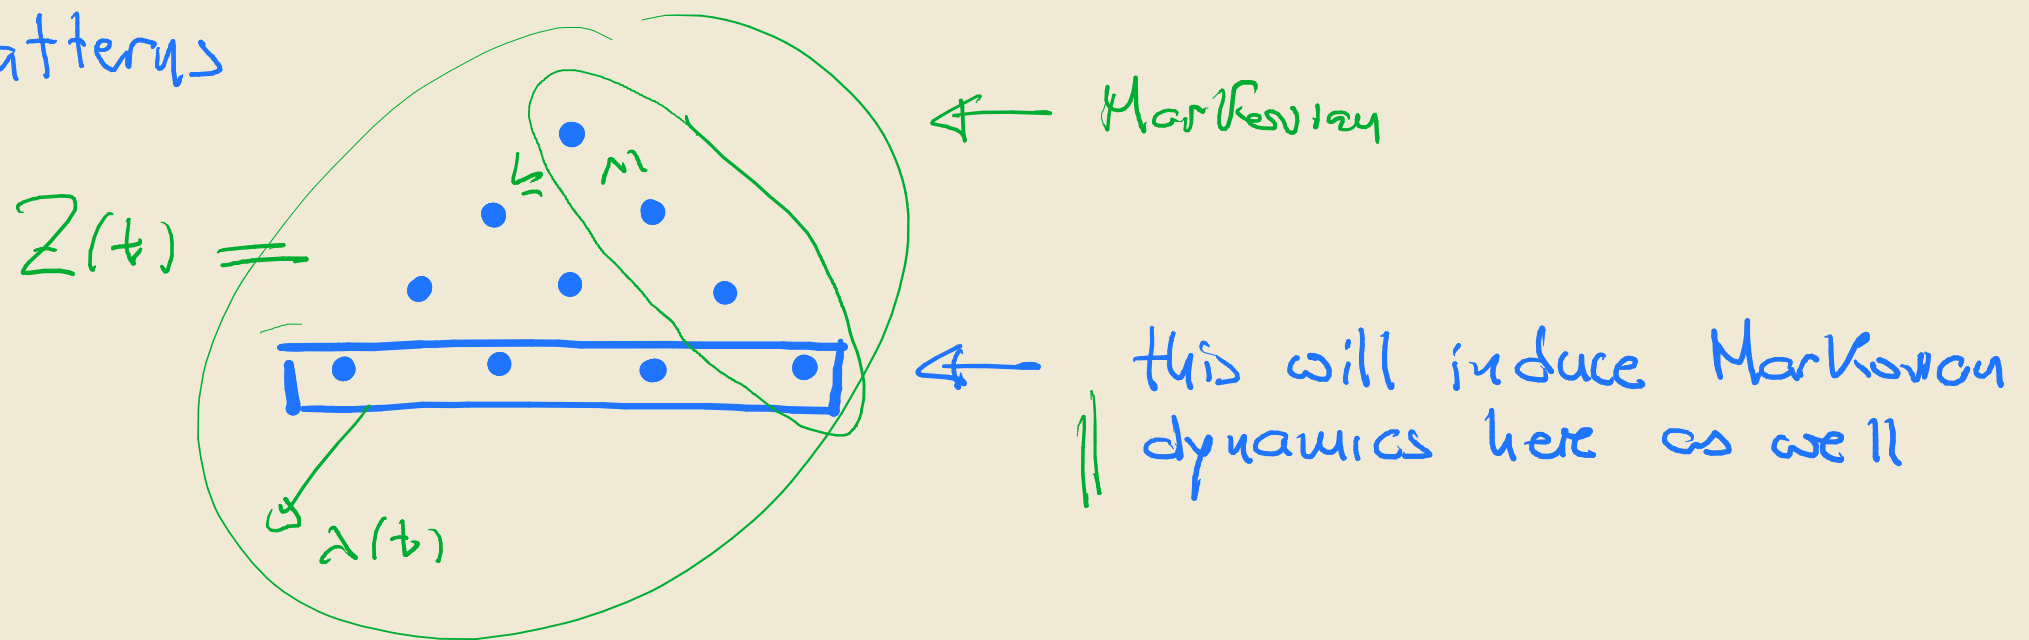 atterns
Markovian
Z(t) =
this will induce Markovian
dynamics here as well
λ(t)